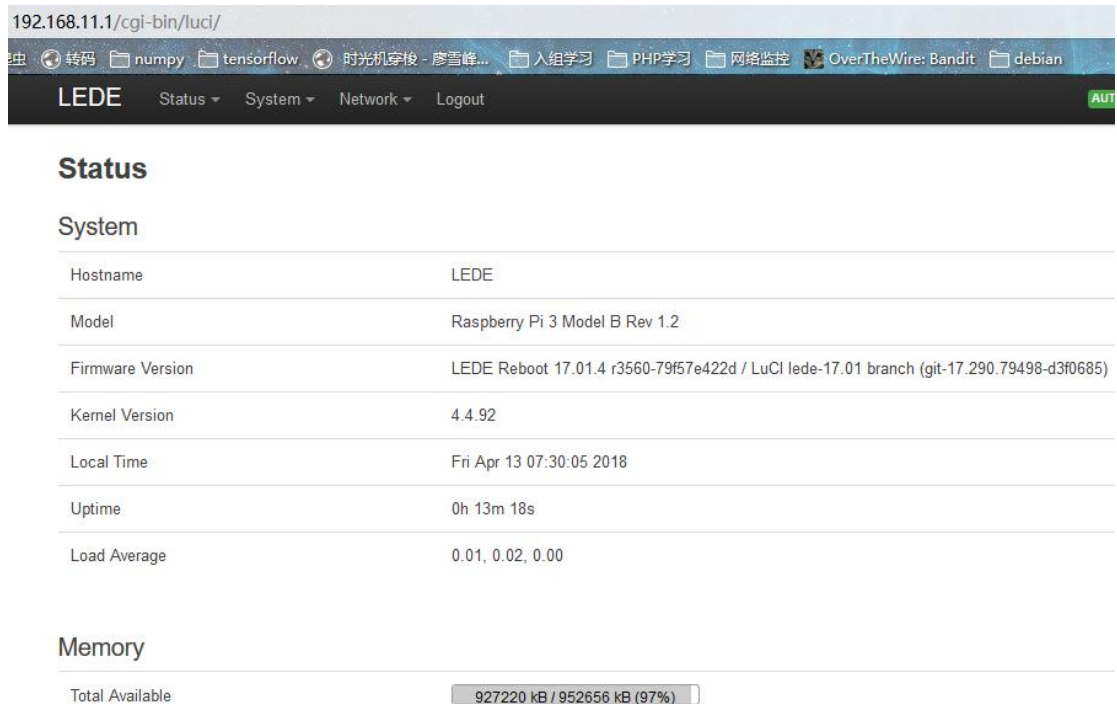 192.168.11.1/cgi-bin/luci/
虫 转码 numpy tensorflow 时光机穿梭 - 廖雪峰... 入组学习 PHP学习 网络监控 OverTheWire: Bandit debian
LEDE Status System Network Logout AUT
Status
System
Hostname LEDE
Model Raspberry Pi 3 Model B Rev 1.2
Firmware Version LEDE Reboot 17.01.4 r3560-79f57e422d / LuCI lede-17.01 branch (git-17.290.79498-d3f0685)
Kernel Version 4.4.92
Local Time Fri Apr 13 07:30:05 2018
Uptime 0h 13m 18s
Load Average 0.01, 0.02, 0.00
Memory
Total Available 927220 kB / 952656 kB (97%)